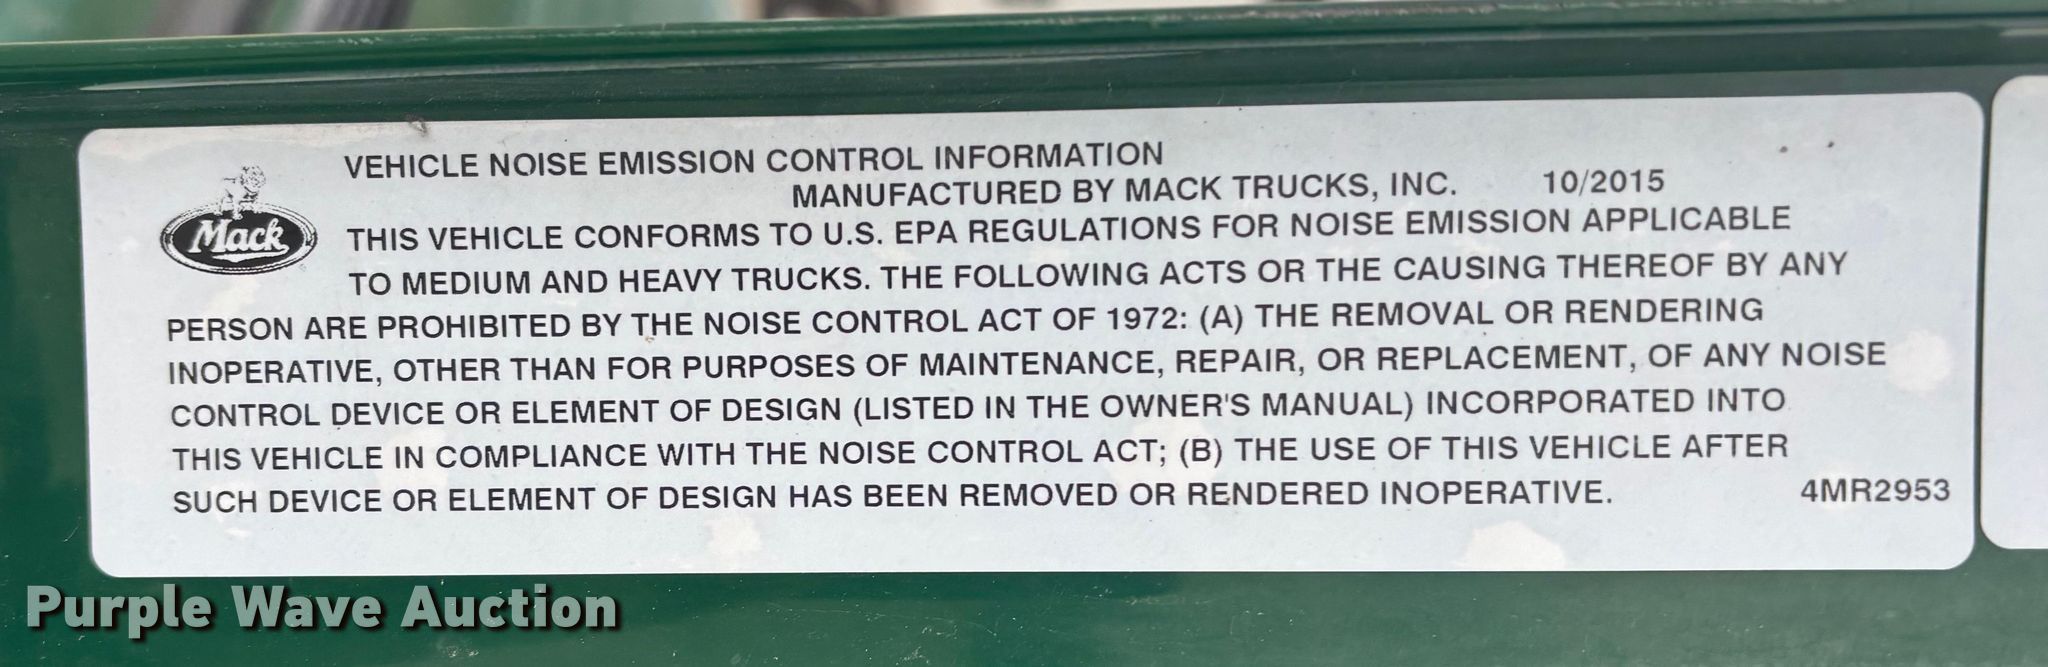 VEHICLE NOISE EMISSION CONTROL INFORMATION
MANUFACTURED BY MACK TRUCKS, INC. 10/2015
Mack
THIS VEHICLE CONFORMS TO U.S. EPA REGULATIONS FOR NOISE EMISSION APPLICABLE
TO MEDIUM AND HEAVY TRUCKS. THE FOLLOWING ACTS OR THE CAUSING THEREOF BY ANY
PERSON ARE PROHIBITED BY THE NOISE CONTROL ACT OF 1972: (A) THE REMOVAL OR RENDERING
INOPERATIVE, OTHER THAN FOR PURPOSES OF MAINTENANCE, REPAIR, OR REPLACEMENT, OF ANY NOISE
CONTROL DEVICE OR ELEMENT OF DESIGN (LISTED IN THE OWNER'S MANUAL) INCORPORATED INTO
THIS VEHICLE IN COMPLIANCE WITH THE NOISE CONTROL ACT; (B) THE USE OF THIS VEHICLE AFTER
SUCH DEVICE OR ELEMENT OF DESIGN HAS BEEN REMOVED OR RENDERED INOPERATIVE. 4MR2953
Purple Wave Auction